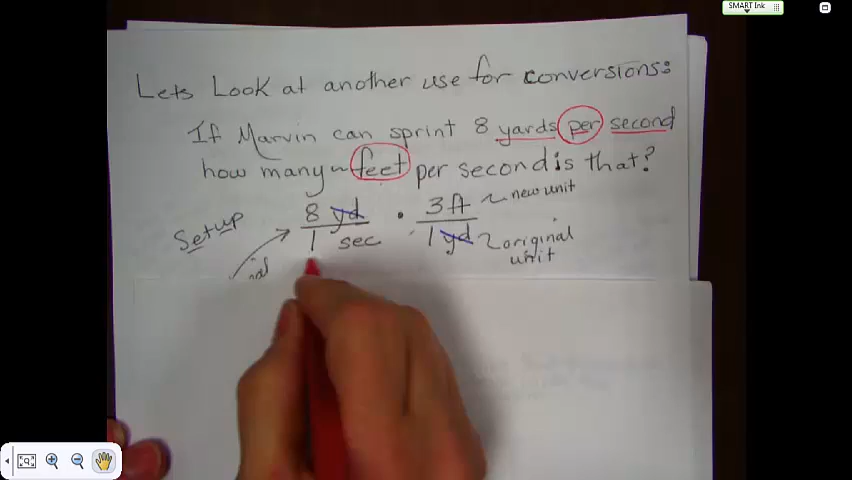 SMART Ink
Lets Look at another use for conversions:
If Marvin can sprint 8 yards per second
how many feet per second is that?
Setup
8 yd
1 sec
·
3 ft
1 yd
~ new unit
~ original
unit